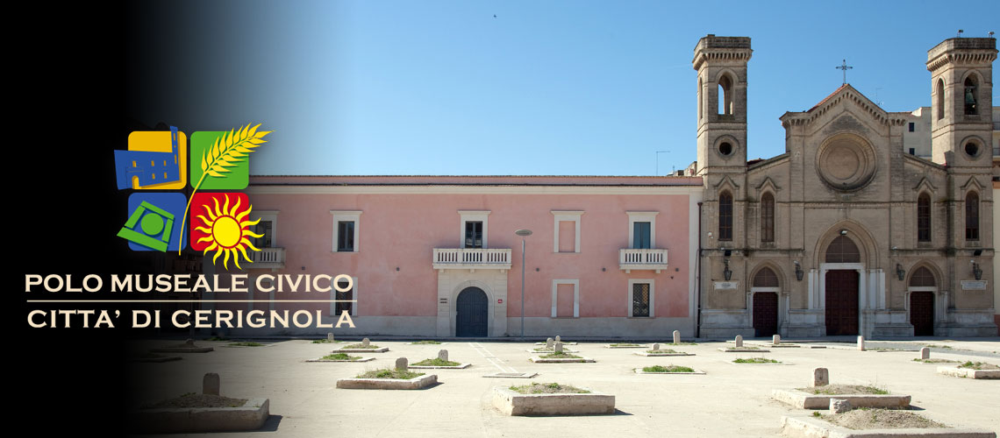 POLO MUSEALE CIVICO
CITTA' DI CERIGNOLA